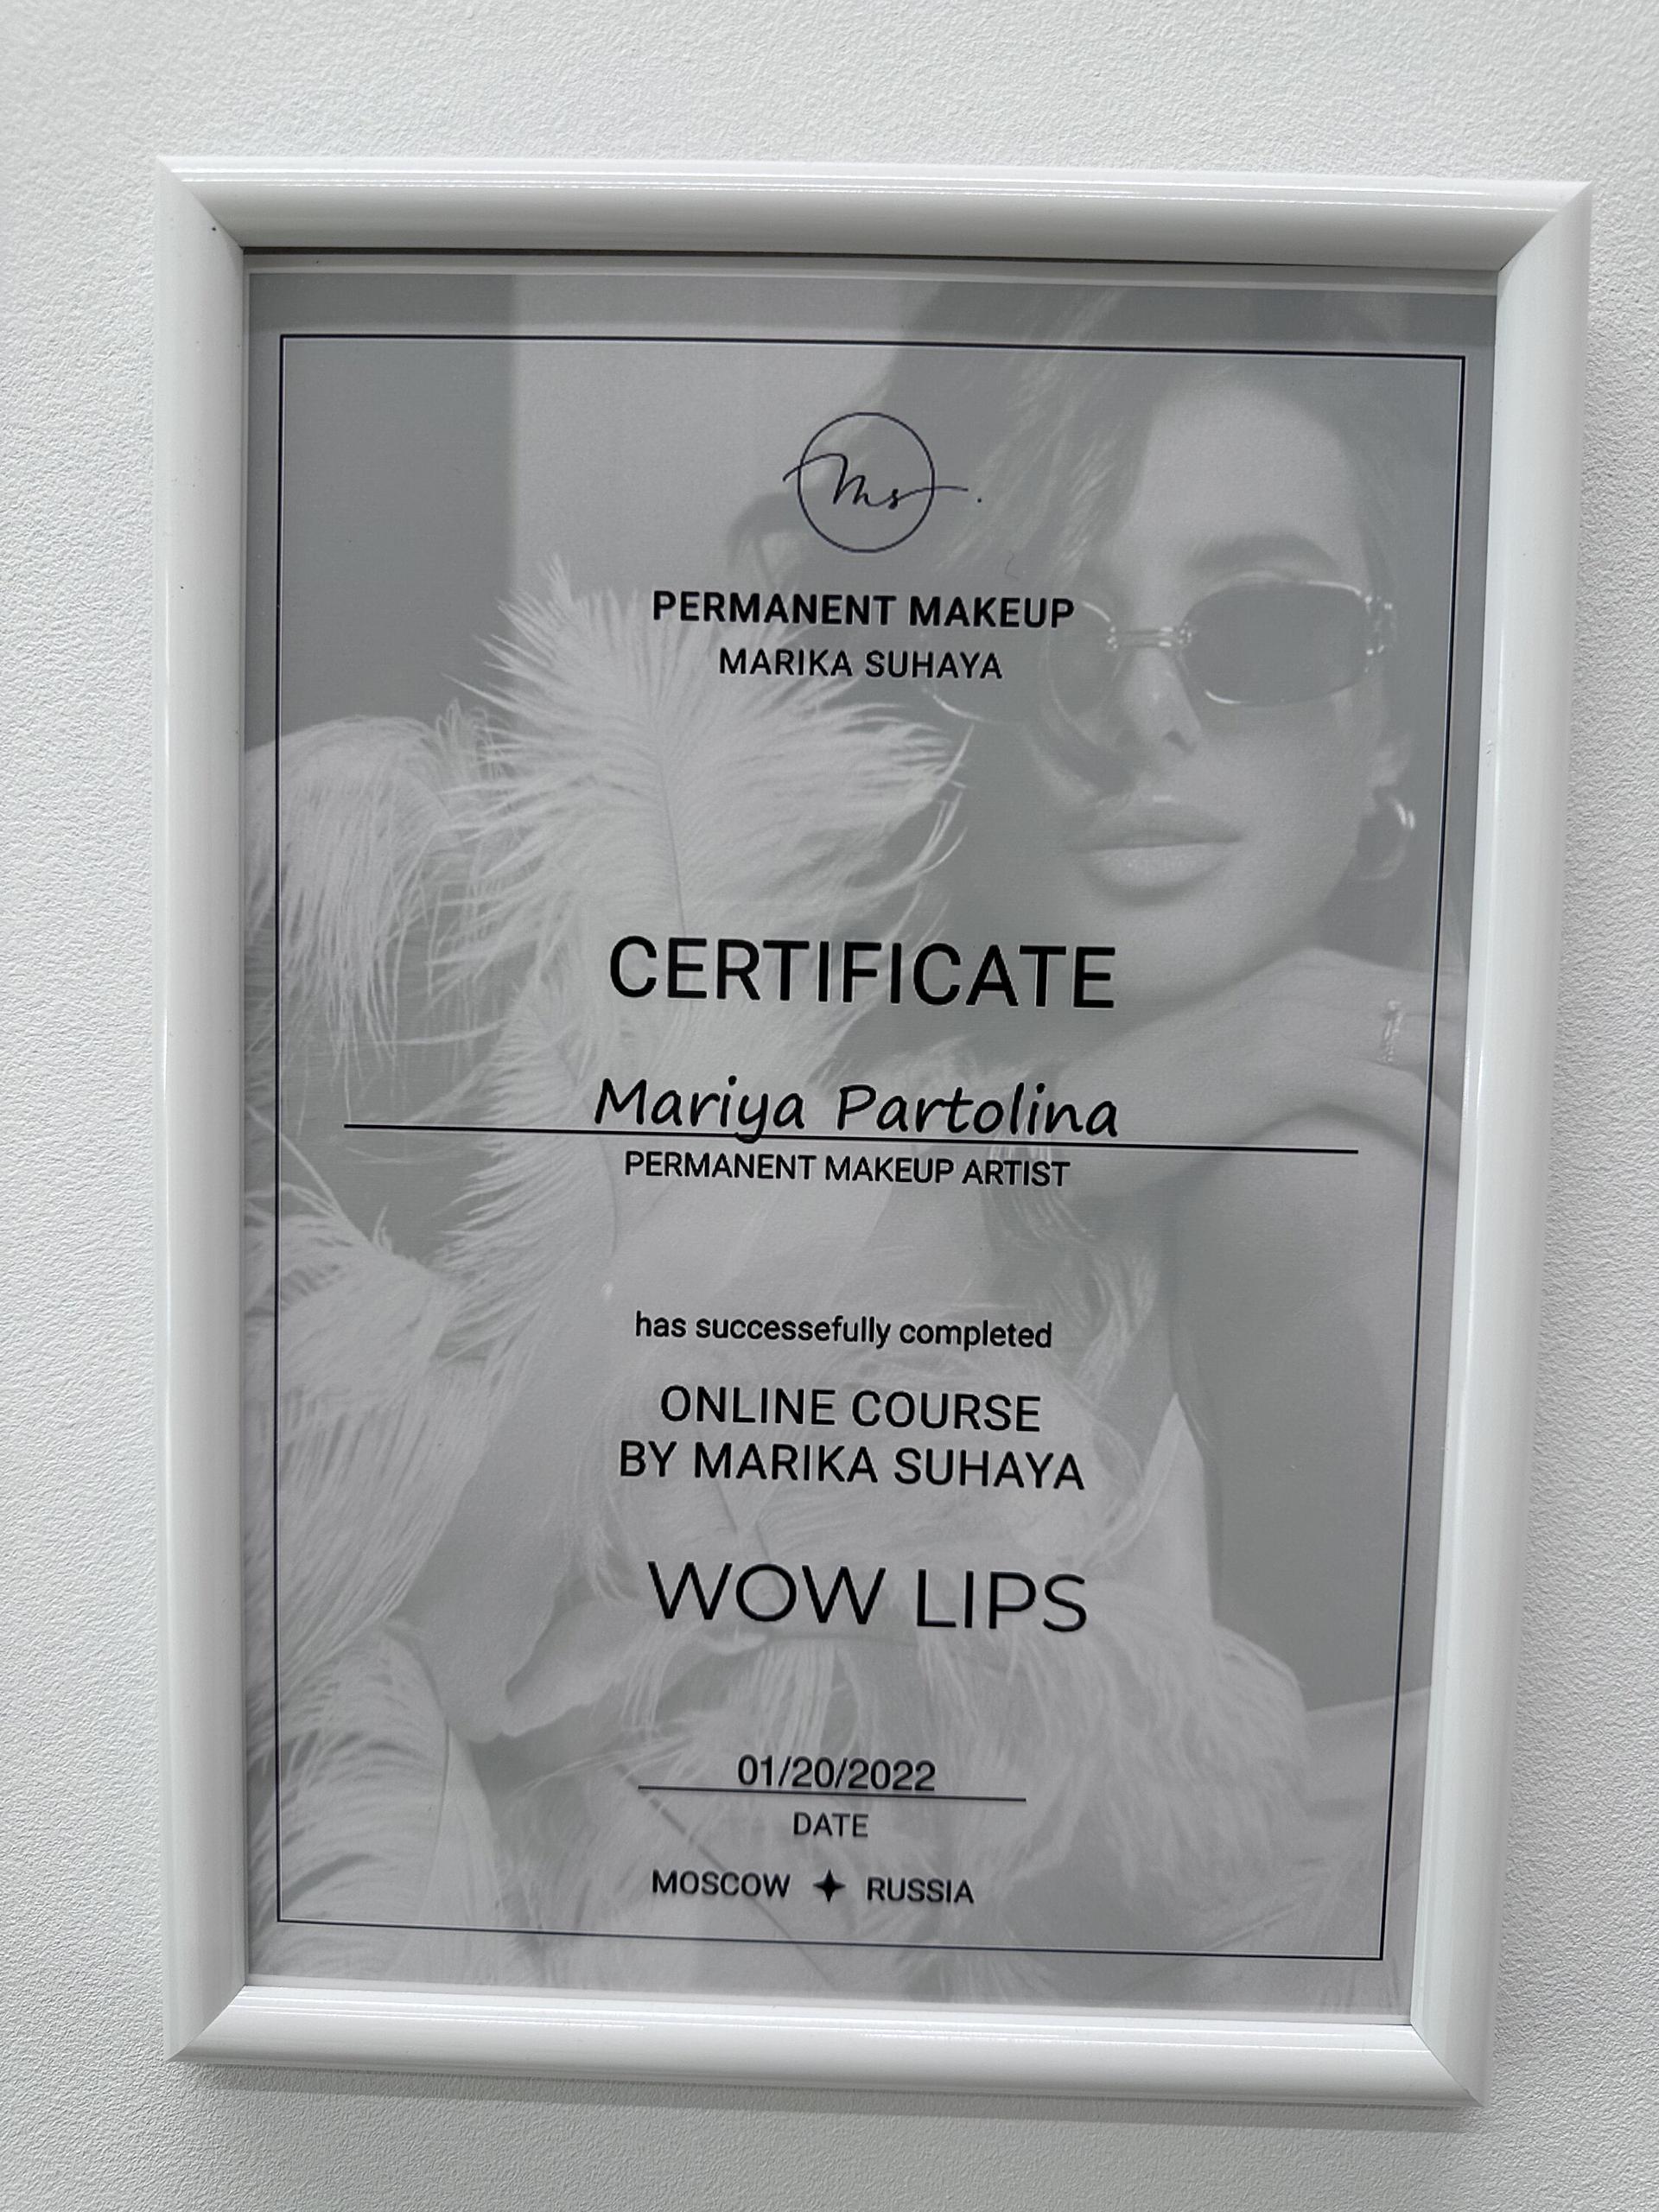 Ms.
PERMANENT MAKEUP
MARIKA SUHAYA
CERTIFICATE
Mariya Partolina
PERMANENT MAKEUP ARTIST
has successefully completed
ONLINE COURSE
BY MARIKA SUHAYA
WOW LIPS
01/20/2022
DATE
MOSCOW ✦ RUSSIA